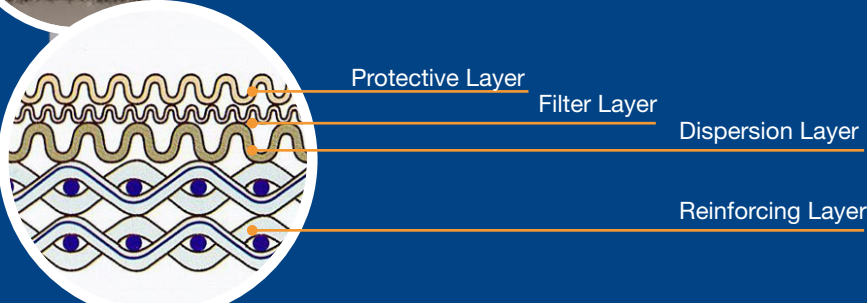 Protective Layer
Filter Layer
Dispersion Layer
Reinforcing Layer